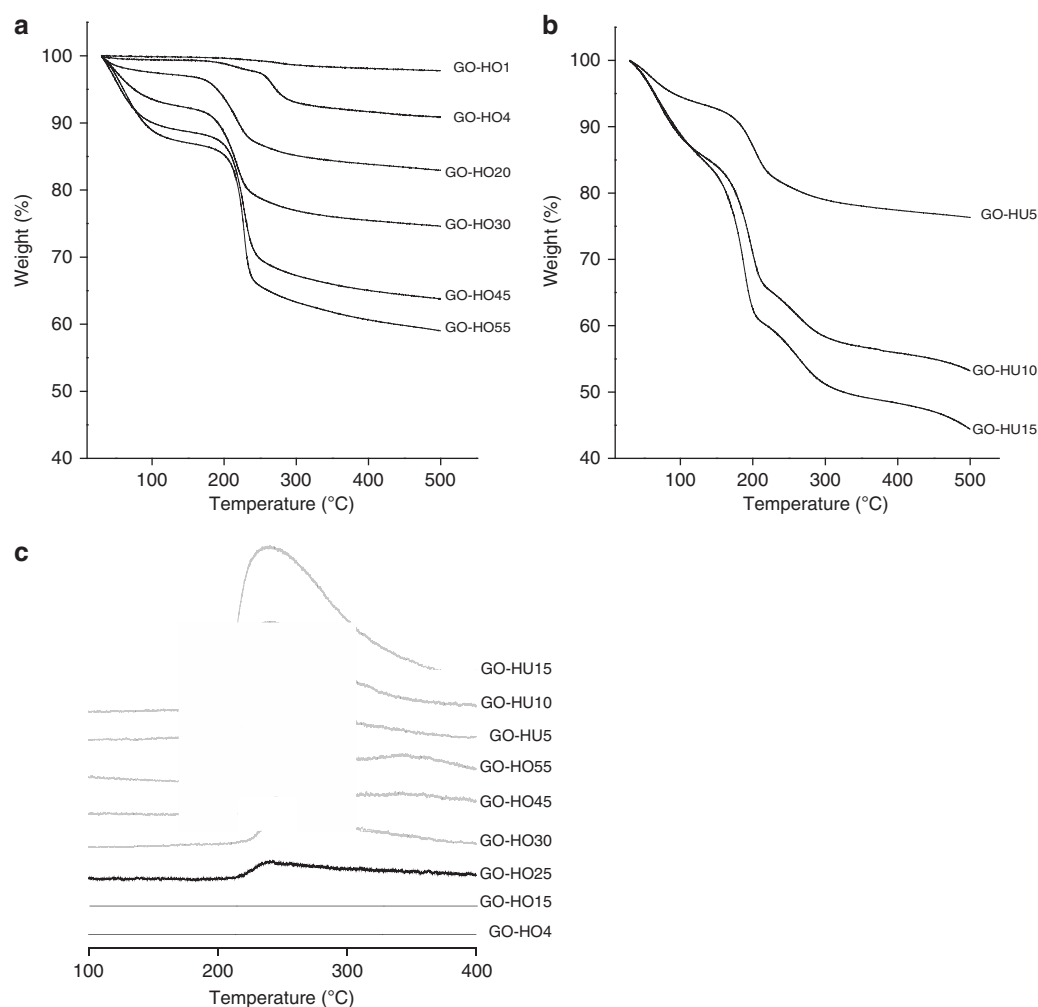 a
100
90
80
70
60
50
40
Weight (%)
GO-HO1
GO-HO4
GO-HO20
GO-HO30
GO-HO45
GO-HO55
100 200 300 400 500
Temperature (°C)
b
100
90
80
70
60
50
40
Weight (%)
GO-HU5
GO-HU10
GO-HU15
100 200 300 400 500
Temperature (°C)
c
GO-HU15
GO-HU10
GO-HU5
GO-HO55
GO-HO45
GO-HO30
GO-HO25
GO-HO15
GO-HO4
100 200 300 400
Temperature (°C)